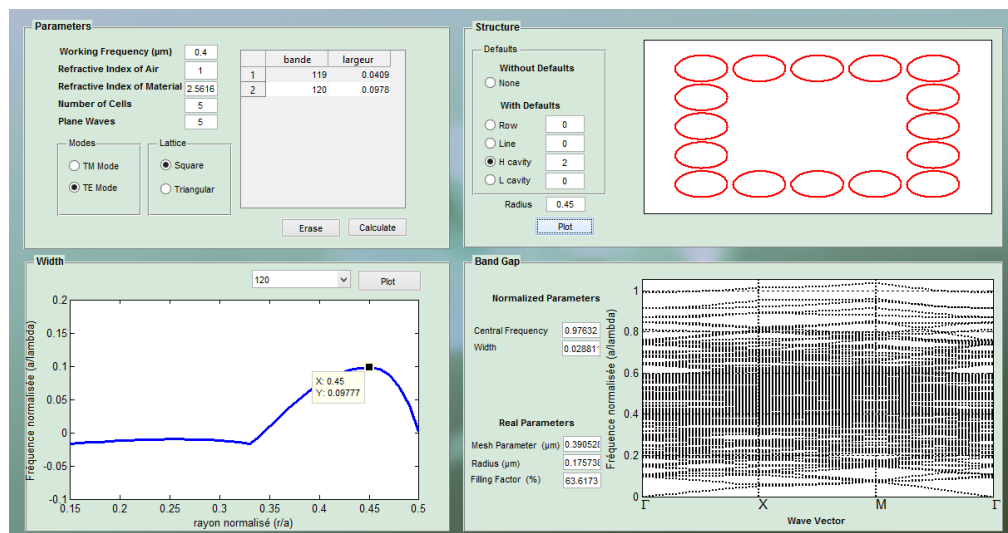 Parameters
Working Frequency (µm) 0.4
Refractive Index of Air 1
Refractive Index of Material 2.5616
Number of Cells 5
Plane Waves 5
Modes
TM Mode
TE Mode
Lattice
Square
Triangular
bande largeur
1 119 0.0409
2 120 0.0978
Erase Calculate
Structure
Defaults
Without Defaults
None
With Defaults
Row 0
Line 0
H cavity 2
L cavity 0
Radius 0.45
Plot
Width
120 Plot
Fréquence normalisée (a/lambda)
0.2
0.15
0.1
0.05
0
-0.05
-0.1
X: 0.45
Y: 0.09777
0.15 0.2 0.25 0.3 0.35 0.4 0.45 0.5
rayon normalisé (r/a)
Band Gap
Normalized Parameters
Central Frequency 0.97632
Width 0.02881
Real Parameters
Mesh Parameter (µm) 0.390528
Radius (µm) 0.175738
Filling Factor (%) 63.6173
Fréquence normalisée (a/lambda)
1
0.8
0.6
0.4
0.2
0
Γ X M Γ
Wave Vector